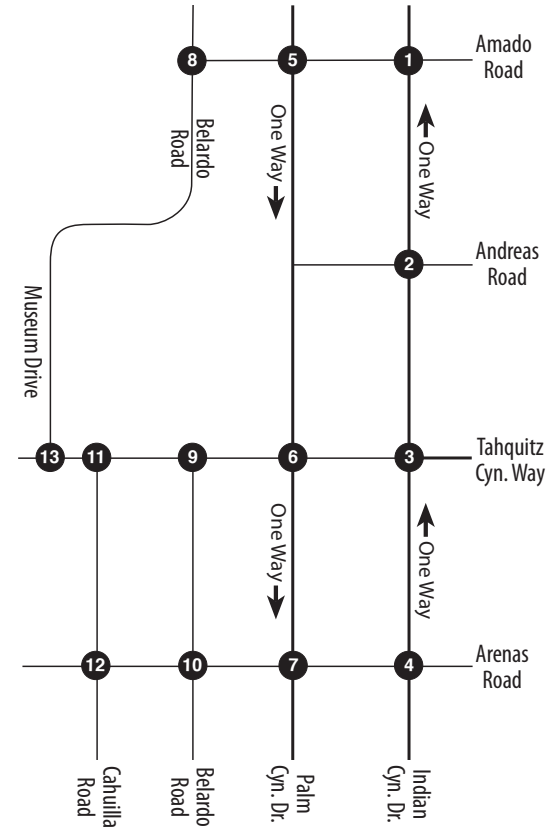 8
5
1
Amado
Road
Belardo
Road
One Way
One Way
2
Andreas
Road
Museum Drive
13
11
9
6
3
Tahquitz
Cyn. Way
One Way
One Way
12
10
7
4
Arenas
Road
Cahuilla
Road
Belardo
Road
Palm
Cyn. Dr.
Indian
Cyn. Dr.